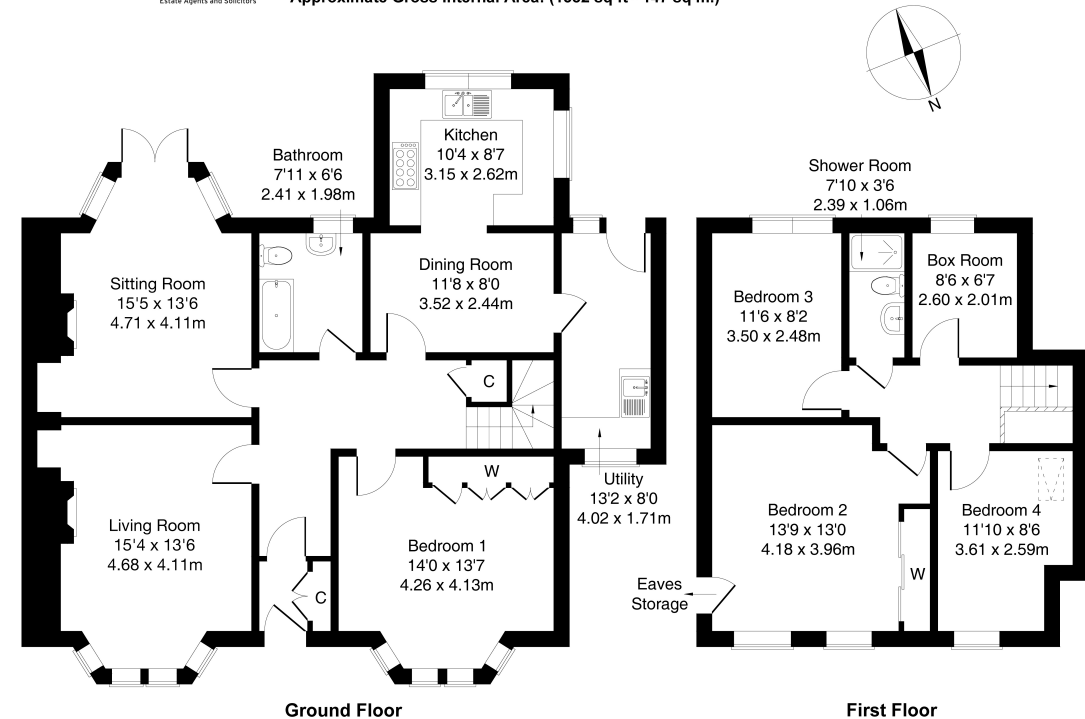 Estate Agents and Solicitors
N
Kitchen
10'4 x 8'7
3.15 x 2.62m
Bathroom
7'11 x 6'6
2.41 x 1.98m
Sitting Room
15'5 x 13'6
4.71 x 4.11m
Dining Room
11'8 x 8'0
3.52 x 2.44m
C
W
Utility
13'2 x 8'0
4.02 x 1.71m
Living Room
15'4 x 13'6
4.68 x 4.11m
Bedroom 1
14'0 x 13'7
4.26 x 4.13m
C
Ground Floor
Shower Room
7'10 x 3'6
2.39 x 1.06m
Box Room
8'6 x 6'7
2.60 x 2.01m
Bedroom 3
11'6 x 8'2
3.50 x 2.48m
Bedroom 2
13'9 x 13'0
4.18 x 3.96m
Bedroom 4
11'10 x 8'6
3.61 x 2.59m
W
Eaves
Storage
First Floor